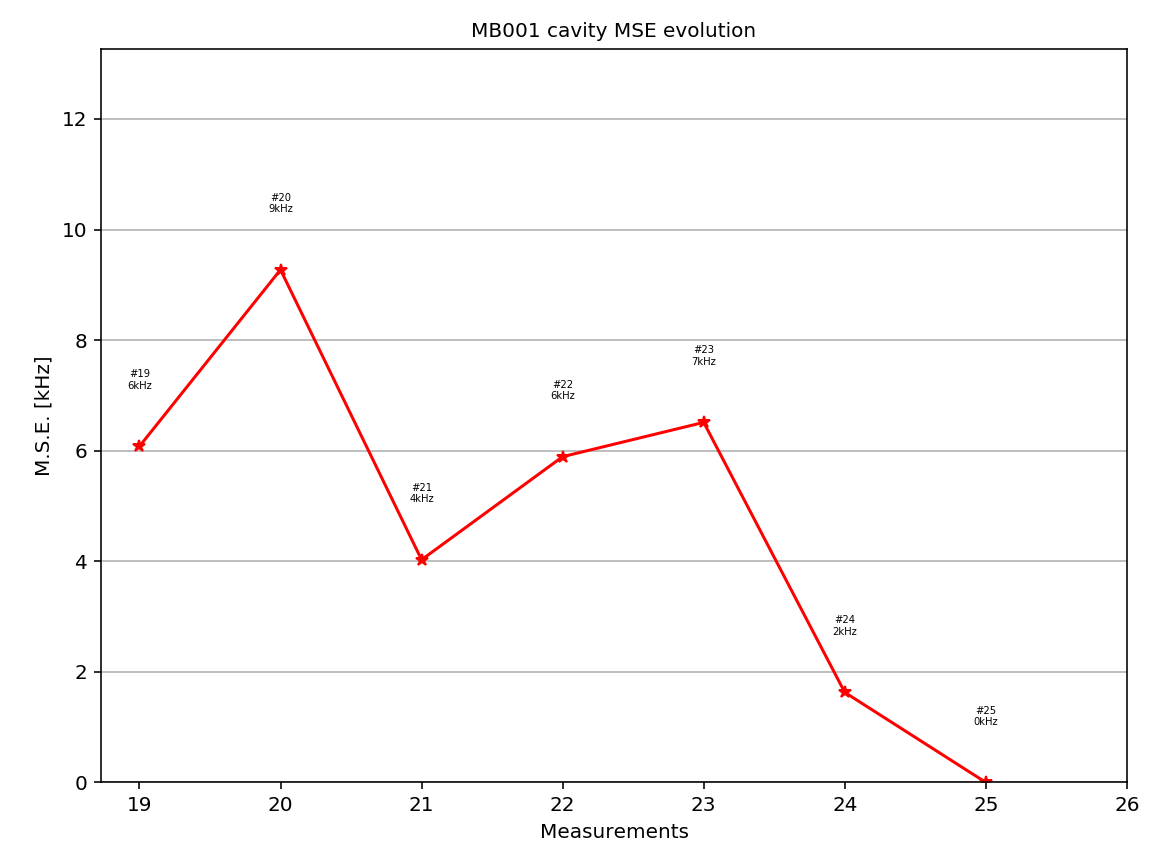 MB001 cavity MSE evolution
M.S.E. [kHz]
12
10
8
6
4
2
0
#19
6kHz
#20
9kHz
#21
4kHz
#22
6kHz
#23
7kHz
#24
2kHz
#25
0kHz
19 20 21 22 23 24 25 26
Measurements